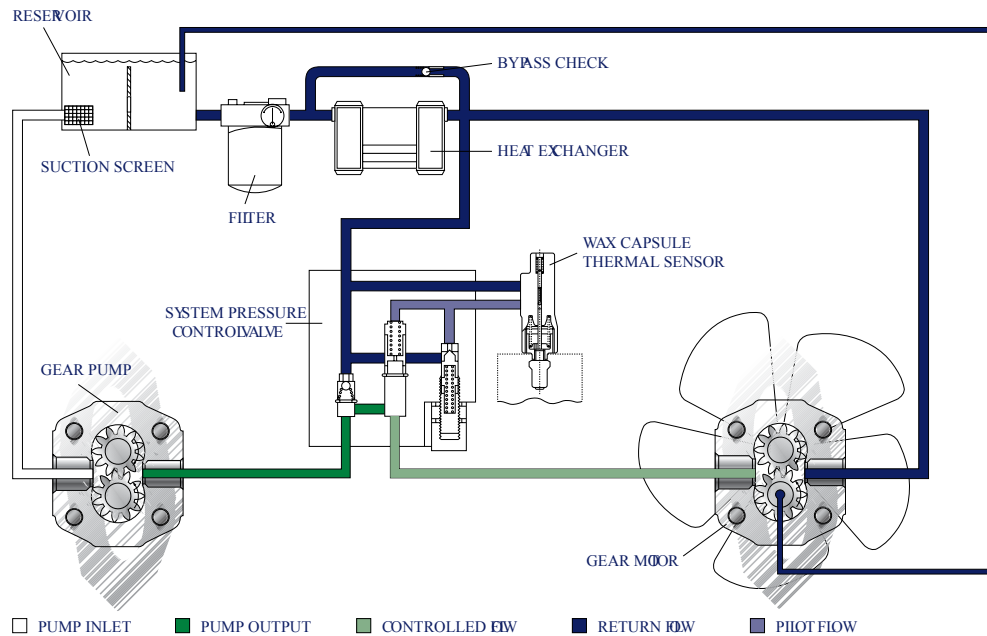 RESERVOIR
BYPASS CHECK
SUCTION SCREEN
HEAT EXCHANGER
FILTER
WAX CAPSULE
THERMAL SENSOR
SYSTEM PRESSURE
CONTROL VALVE
GEAR PUMP
GEAR MOTOR
PUMP INLET
PUMP OUTPUT
CONTROLLED FLOW
RETURN FLOW
PILOT FLOW